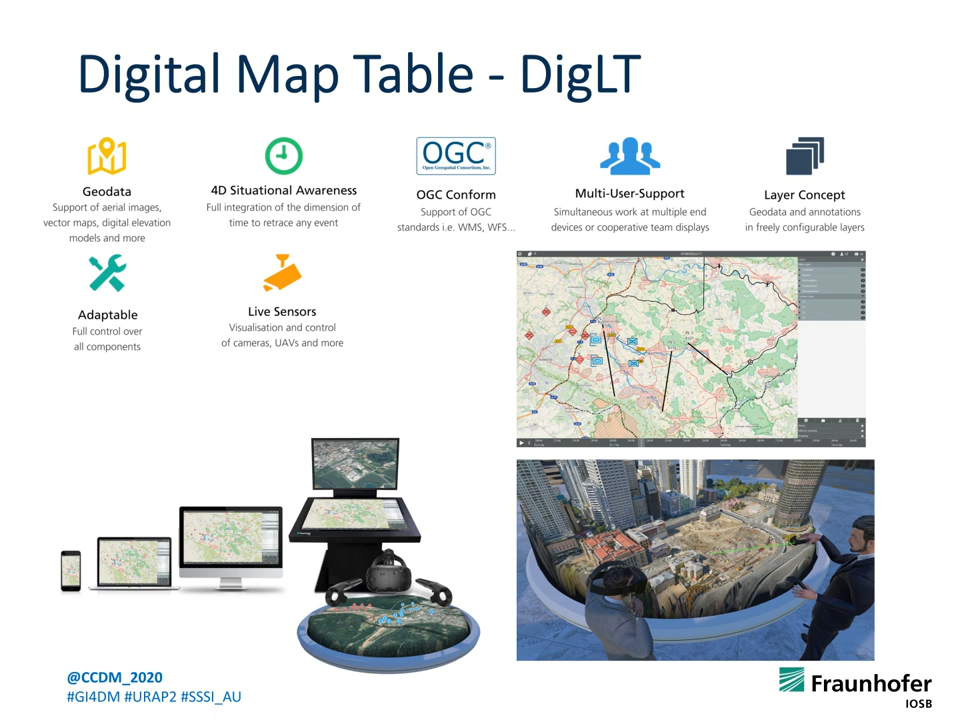 Digital Map Table - DigLT
Geodata
Support of aerial images,
vector maps, digital elevation
models and more
4D Situational Awareness
Full integration of the dimension of
time to retrace any event
OGC®
Open Geospatial Consortium, Inc.
OGC Conform
Support of OGC
standards i.e. WMS, WFS...
Multi-User-Support
Simultaneous work at multiple end
devices or cooperative team displays
Layer Concept
Geodata and annotations
in freely configurable layers
Adaptable
Full control over
all components
Live Sensors
Visualisation and control
of cameras, UAVs and more
@CCDM_2020
#GI4DM #URAP2 #SSSI_AU
Fraunhofer
IOSB